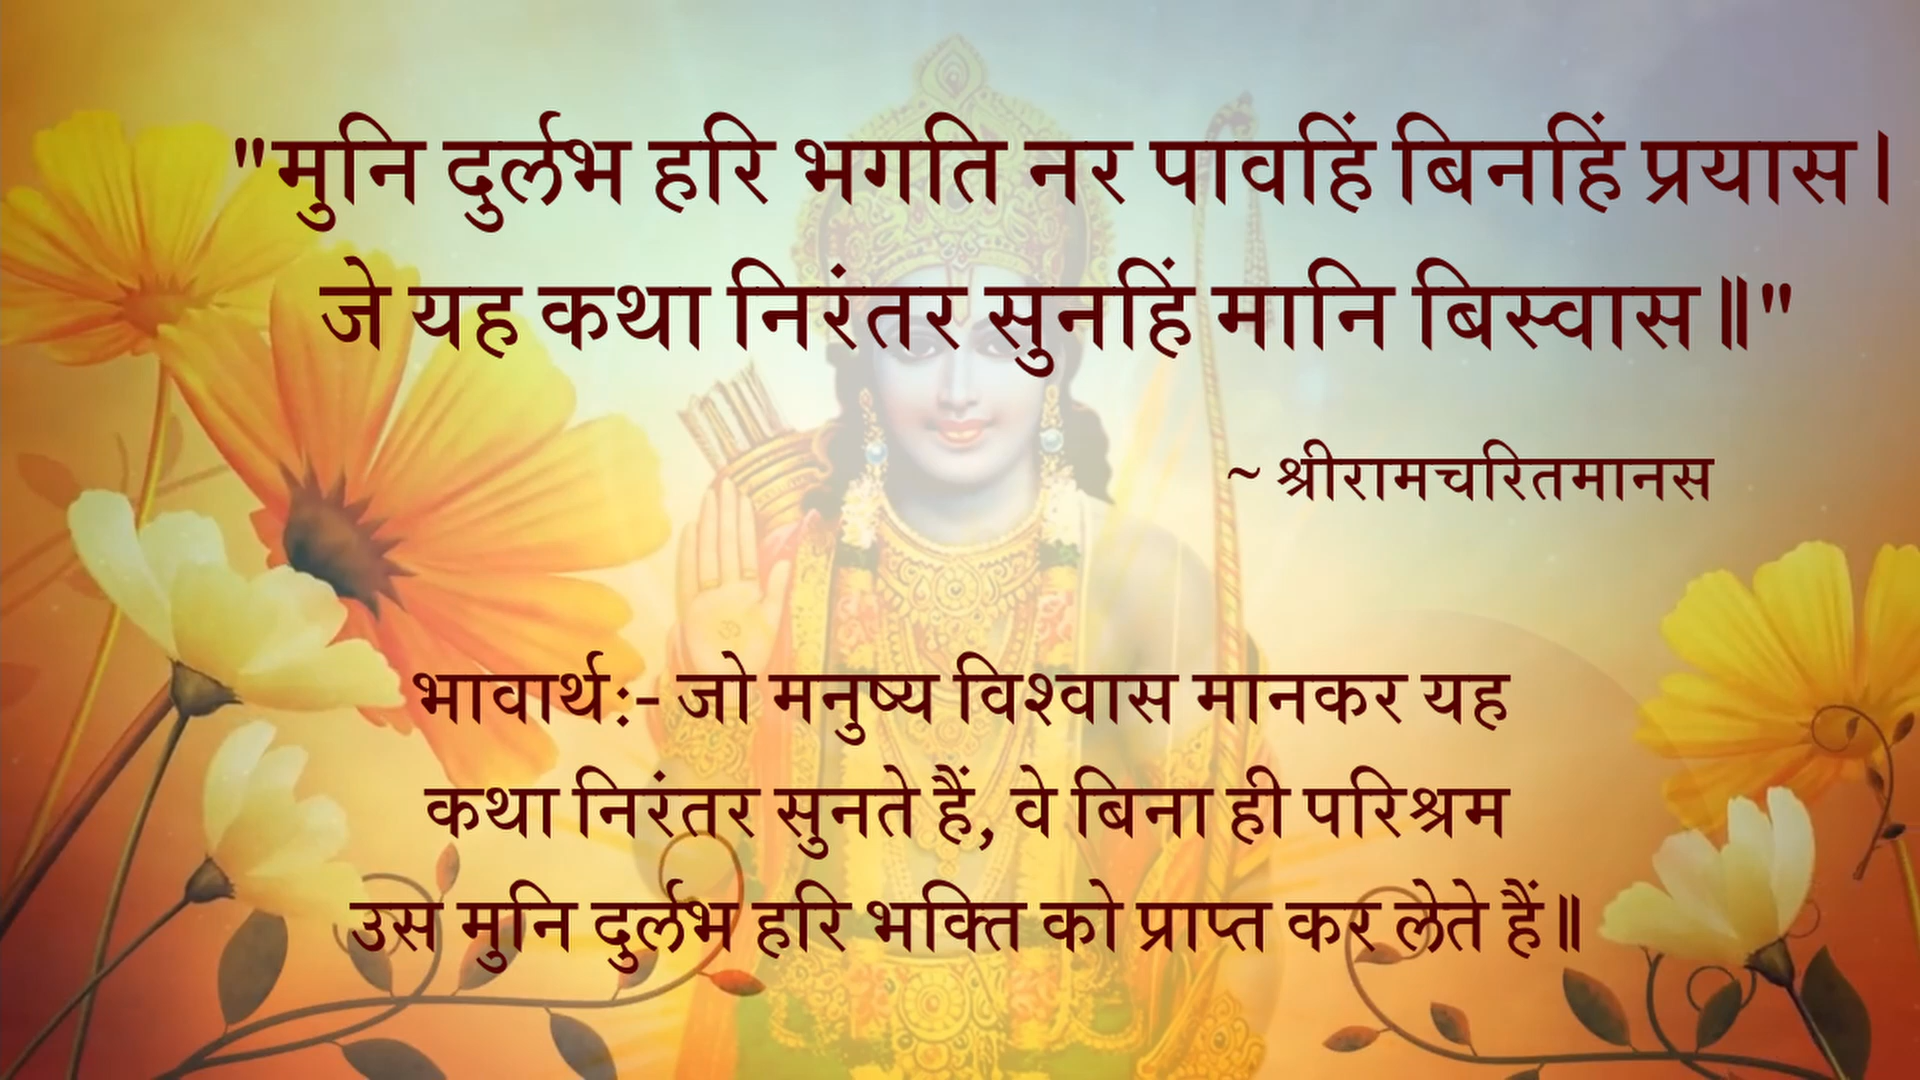 "मुनि दुर्लभ हरि भगति नर पावहिं बिनहिं प्रयास।
जे यह कथा निरंतर सुनहिं मानि बिस्वास॥"
~ श्रीरामचरितमानस
भावार्थः- जो मनुष्य विश्वास मानकर यह
कथा निरंतर सुनते हैं, वे बिना ही परिश्रम
उस मुनि दुर्लभ हरि भक्ति को प्राप्त कर लेते हैं॥